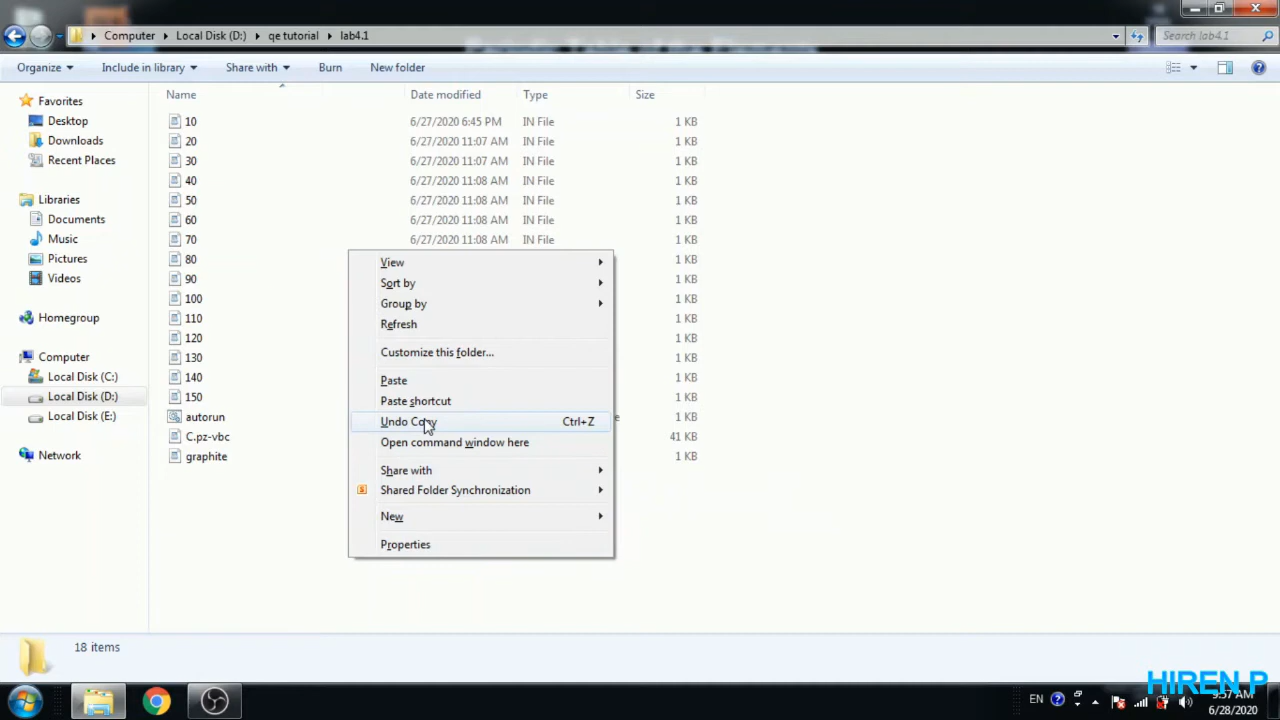 Computer Local Disk (D:) qe tutorial lab4.1 Search lab4.1
Organize Include in library Share with Burn New folder
Name Date modified Type Size
Favorites
Desktop
Downloads
Recent Places
Libraries
Documents
Music
Pictures
Videos
Homegroup
Computer
Local Disk (C:)
Local Disk (D:)
Local Disk (E:)
Network
10 6/27/2020 6:45 PM IN File 1 KB
20 6/27/2020 11:07 AM IN File 1 KB
30 6/27/2020 11:07 AM IN File 1 KB
40 6/27/2020 11:08 AM IN File 1 KB
50 6/27/2020 11:08 AM IN File 1 KB
60 6/27/2020 11:08 AM IN File 1 KB
70 6/27/2020 11:08 AM IN File 1 KB
80 1 KB
90 1 KB
100 1 KB
110 1 KB
120 1 KB
130 1 KB
140 1 KB
150 1 KB
autorun 1 KB
C.pz-vbc 41 KB
graphite 1 KB
View
Sort by
Group by
Refresh
Customize this folder...
Paste
Paste shortcut
Undo Copy Ctrl+Z
Open command window here
Share with
Shared Folder Synchronization
New
Properties
18 items
HIREN P
EN 9:37 AM
6/28/2020